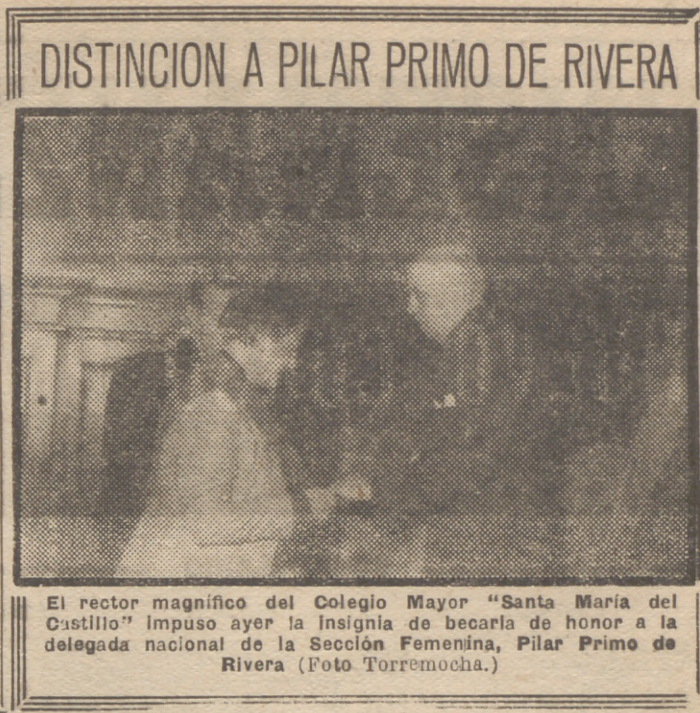 DISTINCION A PILAR PRIMO DE RIVERA
El rector magnífico del Colegio Mayor "Santa María del
Castillo" impuso ayer la insignia de becaria de honor a la
delegada nacional de la Sección Femenina, Pilar Primo de
Rivera (Foto Torremocha.)